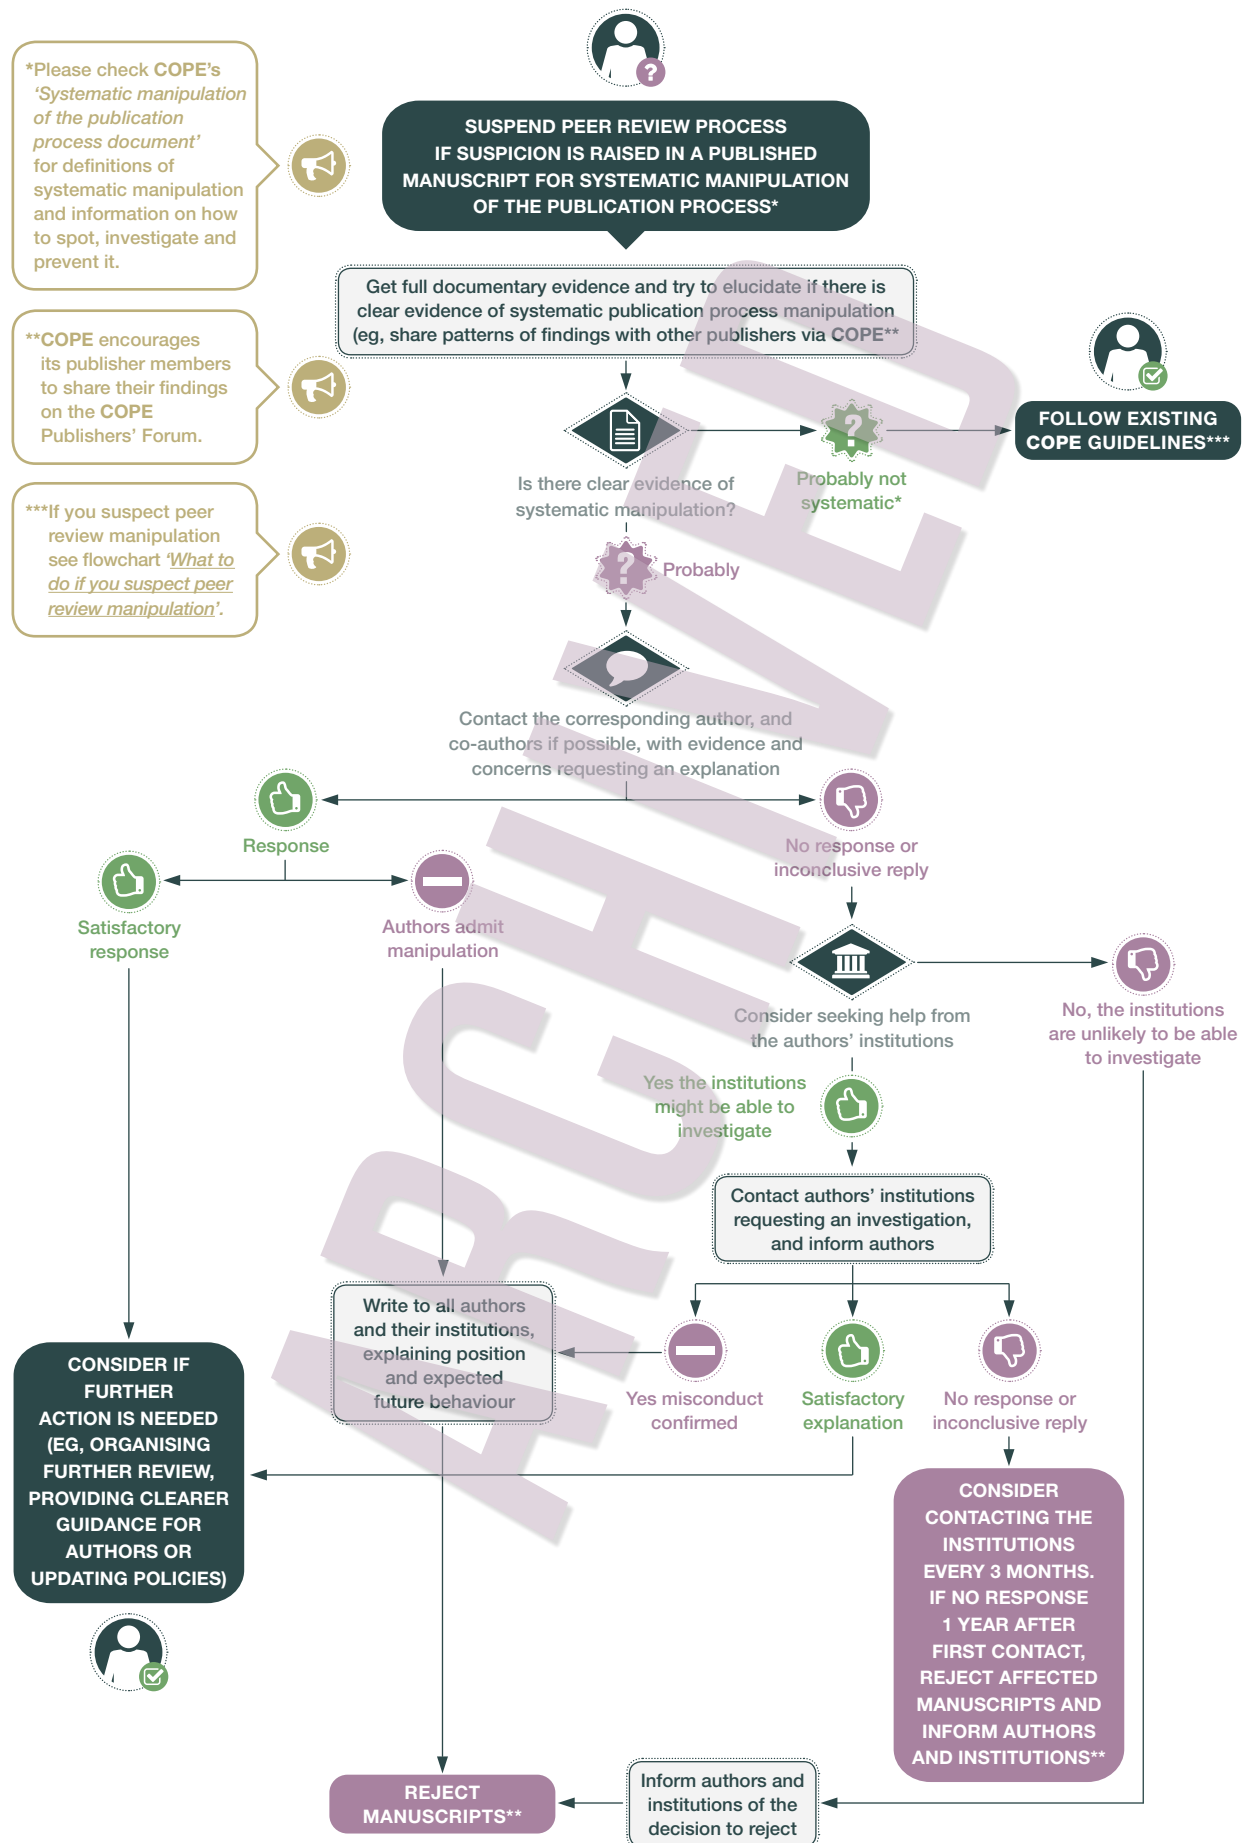 *Please check COPE's
'Systematic manipulation
of the publication
process document'
for definitions of
systematic manipulation
and information on how
to spot, investigate and
prevent it.
**COPE encourages
its publisher members
to share their findings
on the COPE
Publishers' Forum.
***If you suspect peer
review manipulation
see flowchart 'What to
do if you suspect peer
review manipulation'.
?
SUSPEND PEER REVIEW PROCESS
IF SUSPICION IS RAISED IN A PUBLISHED
MANUSCRIPT FOR SYSTEMATIC MANIPULATION
OF THE PUBLICATION PROCESS*
Get full documentary evidence and try to elucidate if there is
clear evidence of systematic publication process manipulation
(eg, share patterns of findings with other publishers via COPE**
?
FOLLOW EXISTING
COPE GUIDELINES***
Is there clear evidence of
systematic manipulation?
Probably not
systematic*
?
Probably
Contact the corresponding author, and
co-authors if possible, with evidence and
concerns requesting an explanation
Response
No response or
inconclusive reply
Satisfactory
response
Authors admit
manipulation
Consider seeking help from
the authors' institutions
No, the institutions
are unlikely to be able
to investigate
Yes the institutions
might be able to
investigate
Contact authors' institutions
requesting an investigation,
and inform authors
Write to all authors
and their institutions,
explaining position
and expected
future behaviour
Yes misconduct
confirmed
Satisfactory
explanation
No response or
inconclusive reply
CONSIDER IF
FURTHER
ACTION IS NEEDED
(EG, ORGANISING
FURTHER REVIEW,
PROVIDING CLEARER
GUIDANCE FOR
AUTHORS OR
UPDATING POLICIES)
CONSIDER
CONTACTING THE
INSTITUTIONS
EVERY 3 MONTHS.
IF NO RESPONSE
1 YEAR AFTER
FIRST CONTACT,
REJECT AFFECTED
MANUSCRIPTS AND
INFORM AUTHORS
AND INSTITUTIONS**
REJECT
MANUSCRIPTS**
Inform authors and
institutions of the
decision to reject
ARCHIVED